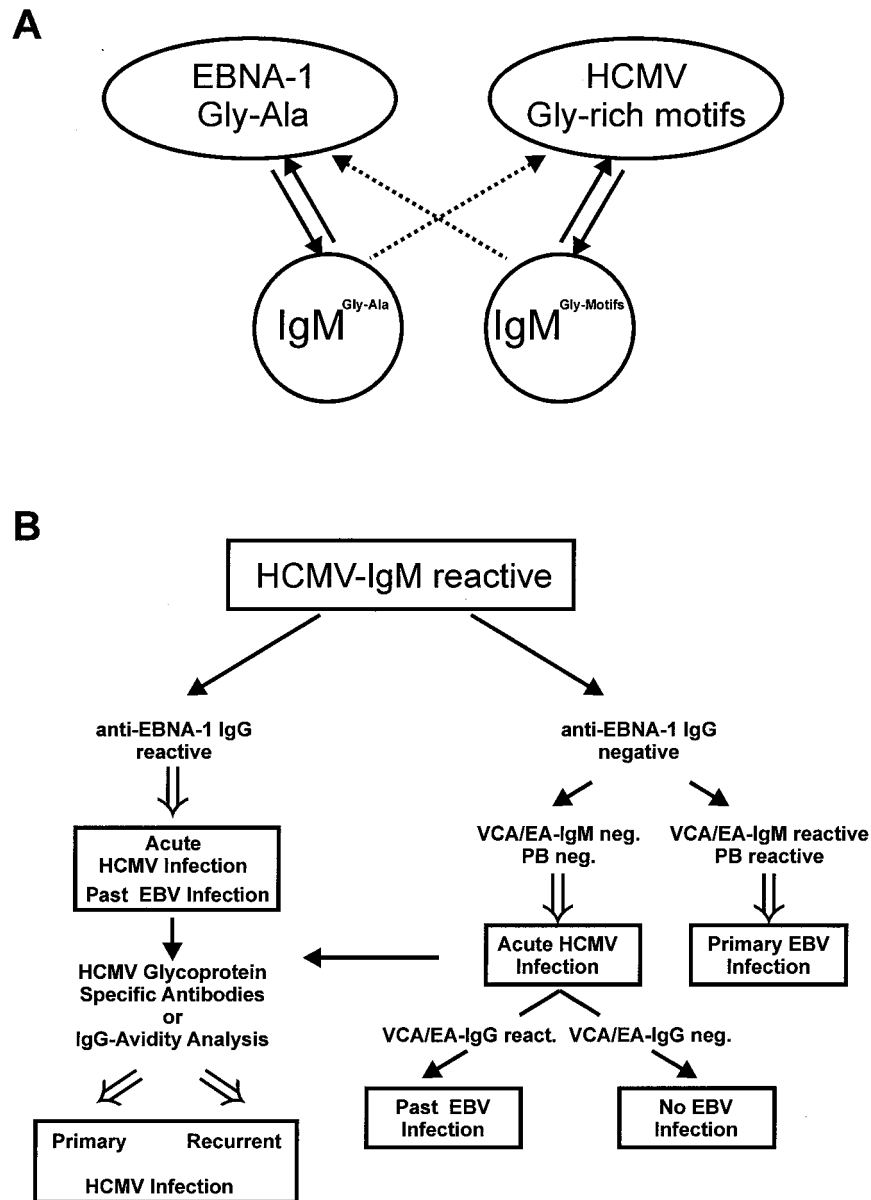 A
EBNA-1
Gly-Ala
HCMV
Gly-rich motifs
IgM Gly-Ala
IgM Gly-Motifs
B
HCMV-IgM reactive
anti-EBNA-1 IgG
reactive
anti-EBNA-1 IgG
negative
VCA/EA-IgM neg.
PB neg.
VCA/EA-IgM reactive
PB reactive
Acute
HCMV Infection
Past EBV Infection
Acute HCMV
Infection
Primary EBV
Infection
HCMV Glycoprotein
Specific Antibodies
or
IgG-Avidity Analysis
VCA/EA-IgG react.
VCA/EA-IgG neg.
Past EBV
Infection
No EBV
Infection
Primary
Recurrent
HCMV Infection